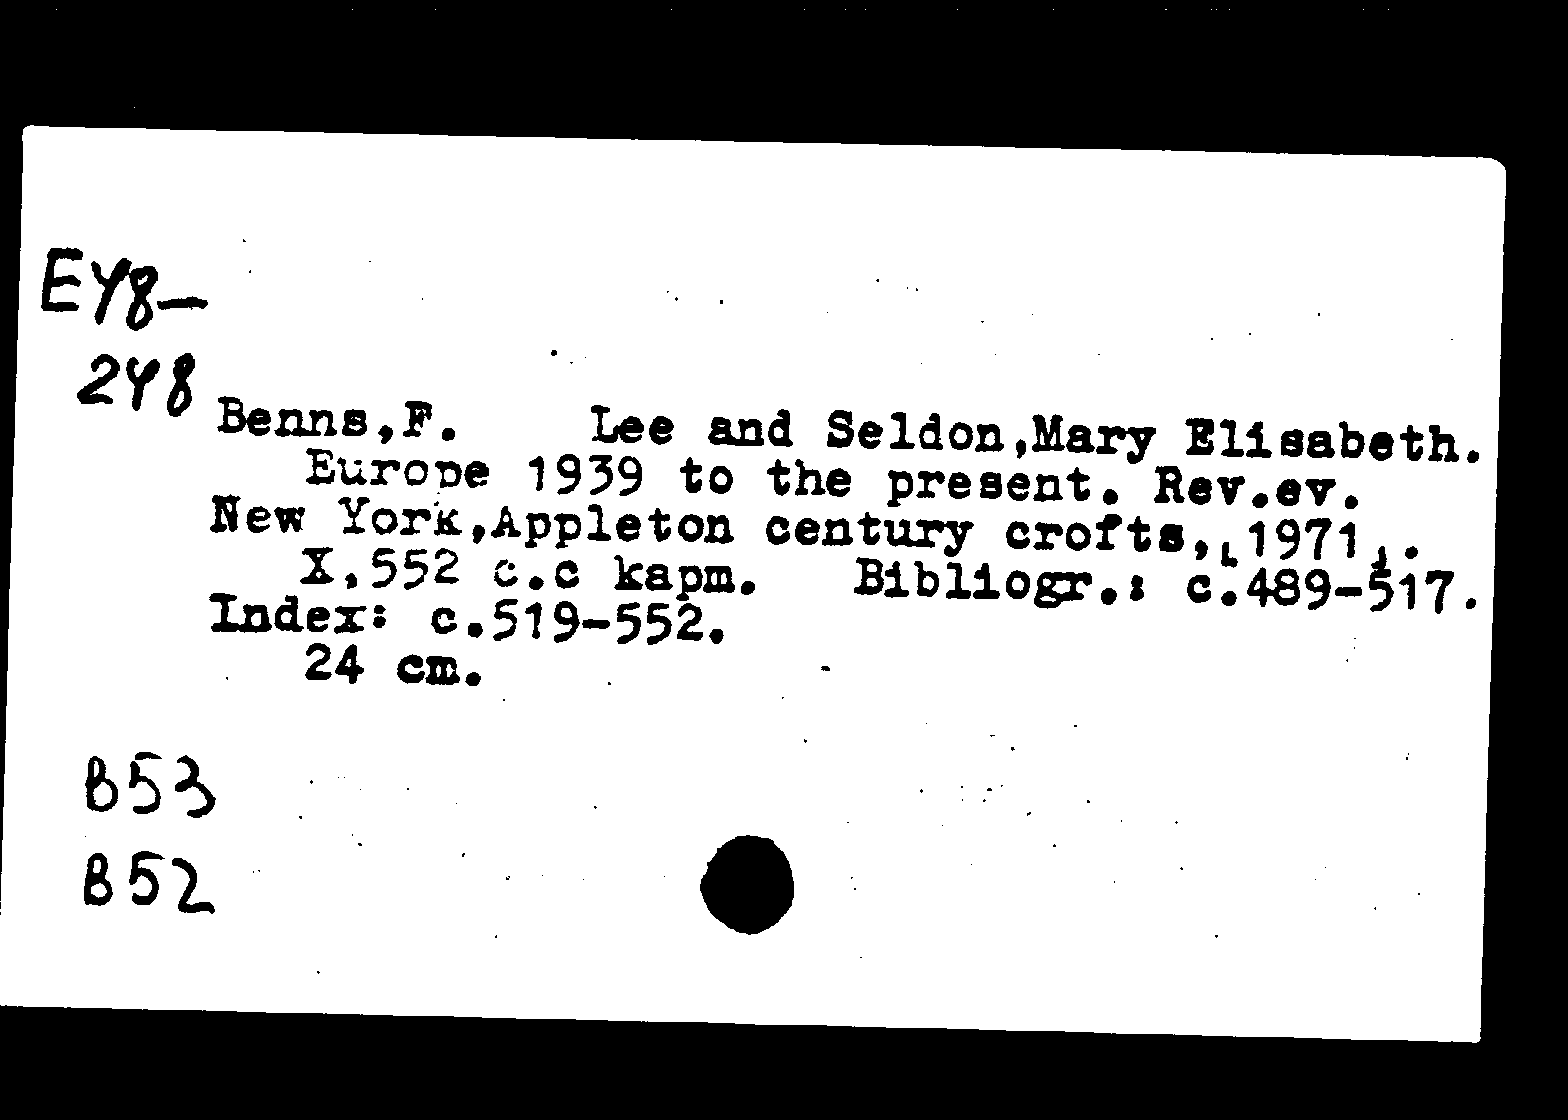 E48-
248
Benns,F. Lee and Seldon,Mary Elisabeth.
Europe 1939 to the present. Rev.ev.
New York,Appleton century crofts,[1971].
X,552 c.c kapm. Bibliogr.: c.489-517.
Index: c.519-552.
24 cm.
B53
B52